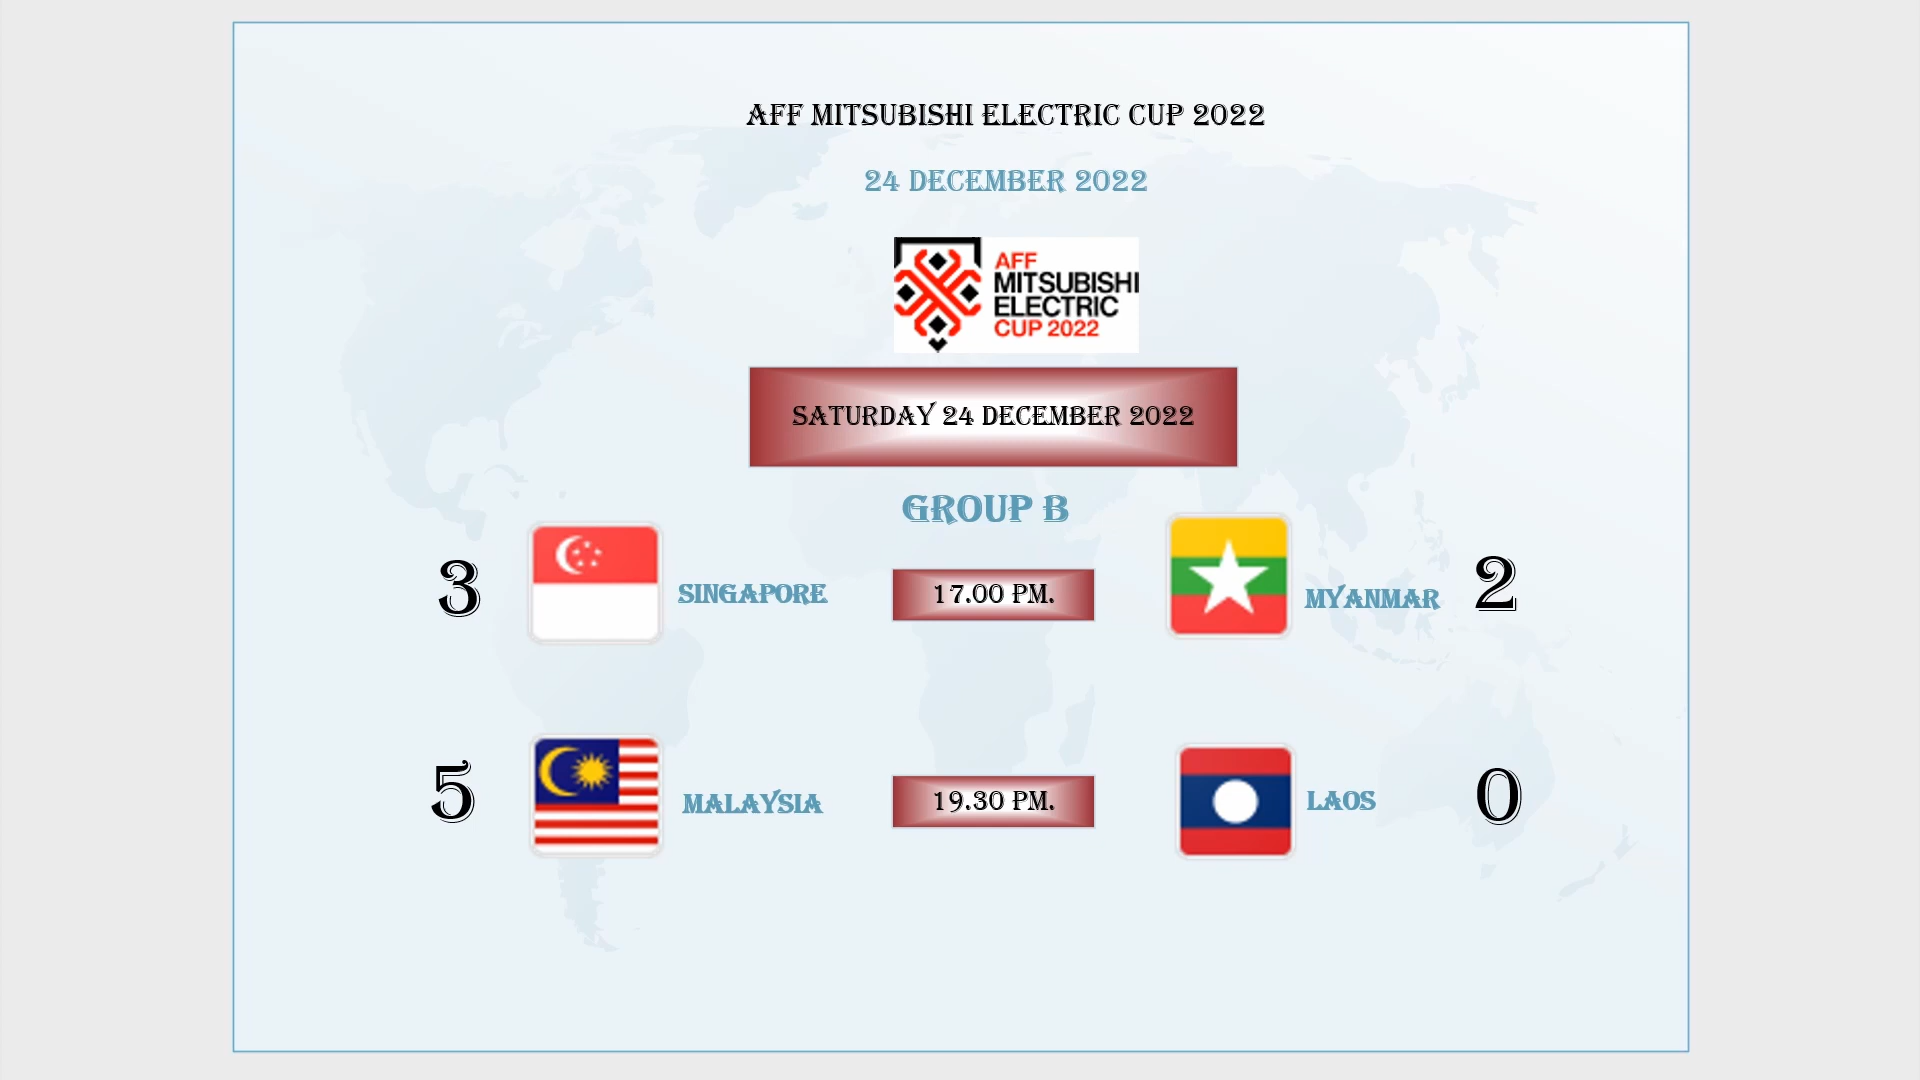 AFF MITSUBISHI ELECTRIC CUP 2022
24 DECEMBER 2022
AFF
MITSUBISHI
ELECTRIC
CUP 2022
SATURDAY 24 DECEMBER 2022
GROUP B
3 SINGAPORE 17.00 PM. MYANMAR 2
5 MALAYSIA 19.30 PM. LAOS 0